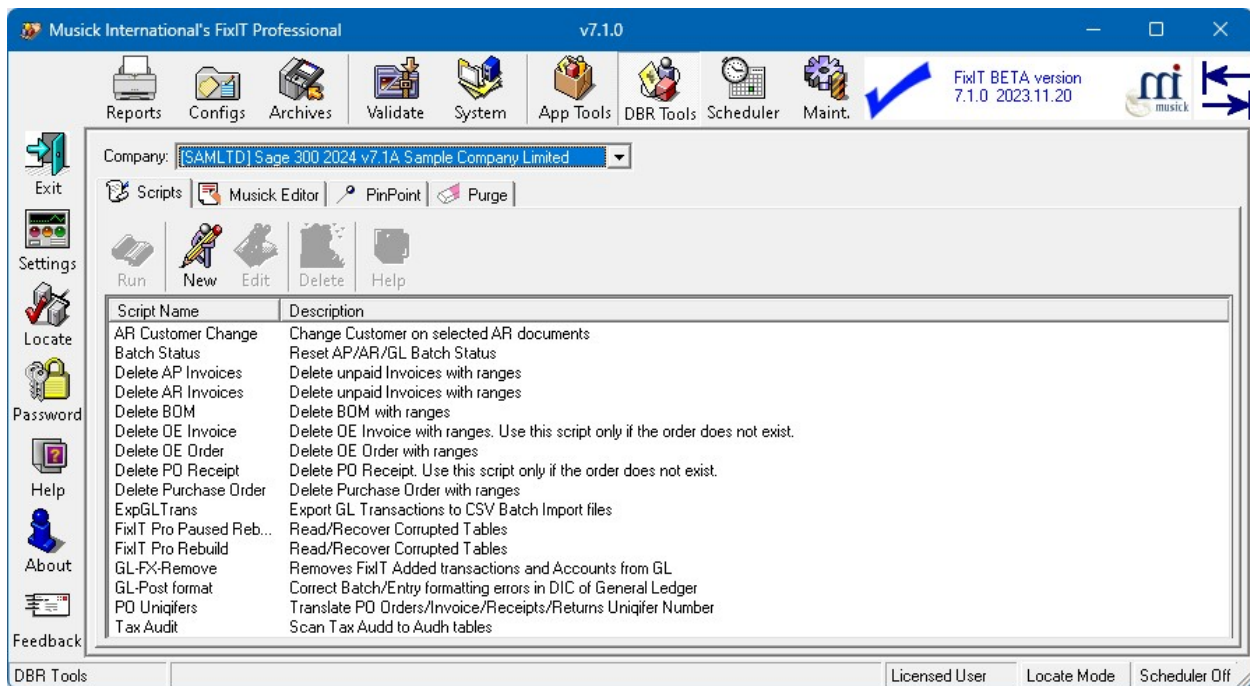 Musick International's FixIT Professional v7.1.0
Reports Configs Archives Validate System App Tools DBR Tools Scheduler Maint.
FixIT BETA version
7.1.0 2023.11.20
mi
musick
Exit
Settings
Locate
Password
Help
About
Feedback
Company: [SAMLTD] Sage 300 2024 v7.1A Sample Company Limited
Scripts Musick Editor PinPoint Purge
Run New Edit Delete Help
Script Name Description
AR Customer Change Change Customer on selected AR documents
Batch Status Reset AP/AR/GL Batch Status
Delete AP Invoices Delete unpaid Invoices with ranges
Delete AR Invoices Delete unpaid Invoices with ranges
Delete BOM Delete BOM with ranges
Delete OE Invoice Delete OE Invoice with ranges. Use this script only if the order does not exist.
Delete OE Order Delete OE Order with ranges
Delete PO Receipt Delete PO Receipt. Use this script only if the order does not exist.
Delete Purchase Order Delete Purchase Order with ranges
ExpGLTrans Export GL Transactions to CSV Batch Import files
FixIT Pro Paused Reb... Read/Recover Corrupted Tables
FixIT Pro Rebuild Read/Recover Corrupted Tables
GL-FX-Remove Removes FixIT Added transactions and Accounts from GL
GL-Post format Correct Batch/Entry formatting errors in DIC of General Ledger
PO Uniqifers Translate PO Orders/Invoice/Receipts/Returns Uniqifer Number
Tax Audit Scan Tax Audd to Audh tables
DBR Tools Licensed User Locate Mode Scheduler Off